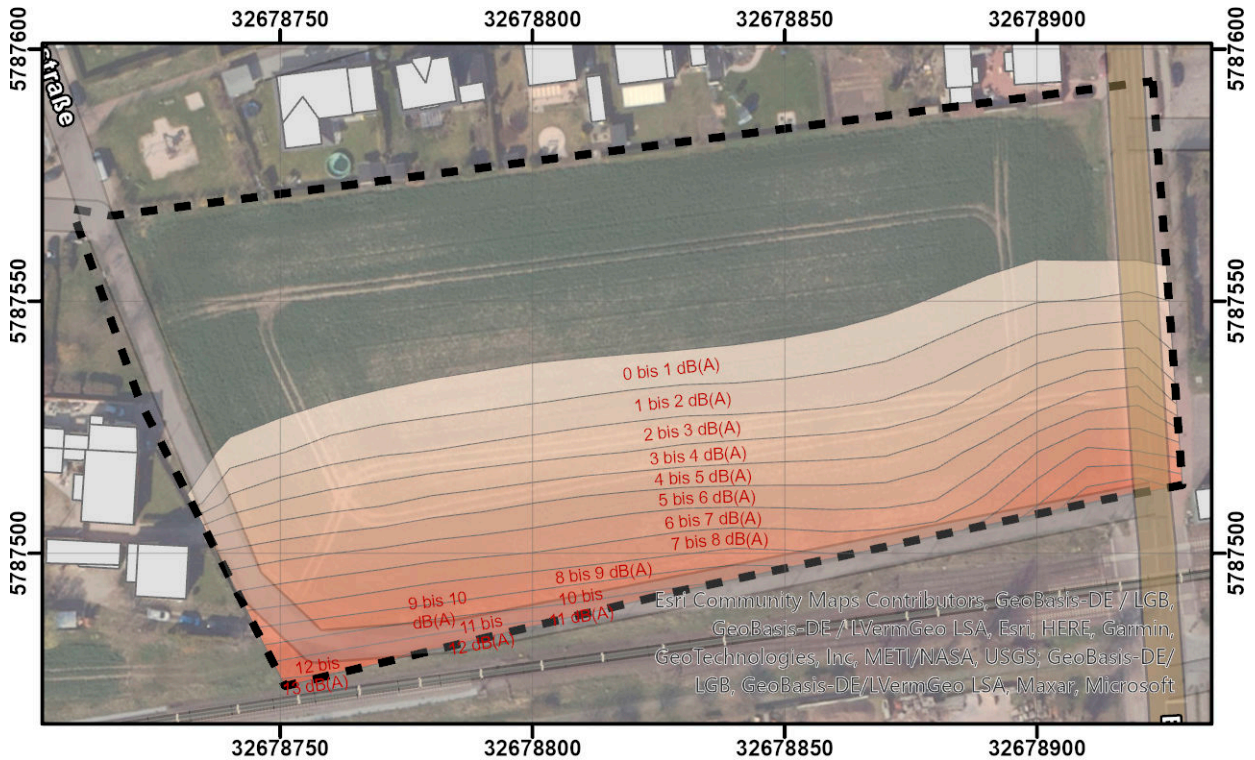 32678750 32678800 32678850 32678900
5787600 5787600
straße
5787550 5787550
0 bis 1 dB(A)
1 bis 2 dB(A)
2 bis 3 dB(A)
3 bis 4 dB(A)
4 bis 5 dB(A)
5 bis 6 dB(A)
6 bis 7 dB(A)
7 bis 8 dB(A)
5787500 5787500
8 bis 9 dB(A)
9 bis 10
dB(A)
10 bis
11 dB(A)
11 bis
12 dB(A)
12 bis
13 dB(A)
Esri Community Maps Contributors, GeoBasis-DE / LGB,
GeoBasis-DE / LVermGeo LSA, Esri, HERE, Garmin,
GeoTechnologies, Inc, METI/NASA, USGS; GeoBasis-DE/
LGB, GeoBasis-DE/LVermGeo LSA, Maxar, Microsoft
32678750 32678800 32678850 32678900